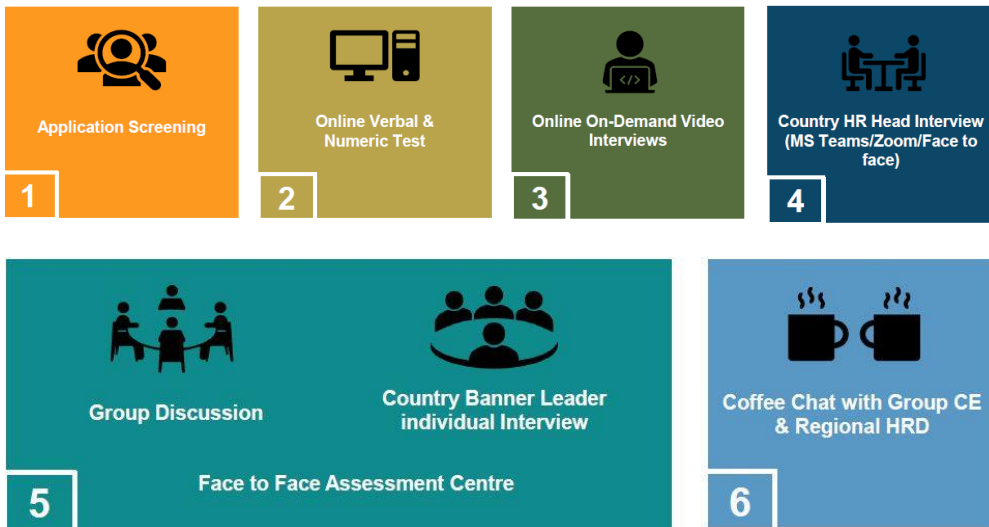 Application Screening
1
Online Verbal &
Numeric Test
2
Online On-Demand Video
Interviews
3
Country HR Head Interview
(MS Teams/Zoom/Face to
face)
4
Group Discussion
Country Banner Leader
individual Interview
Face to Face Assessment Centre
5
Coffee Chat with Group CE
& Regional HRD
6